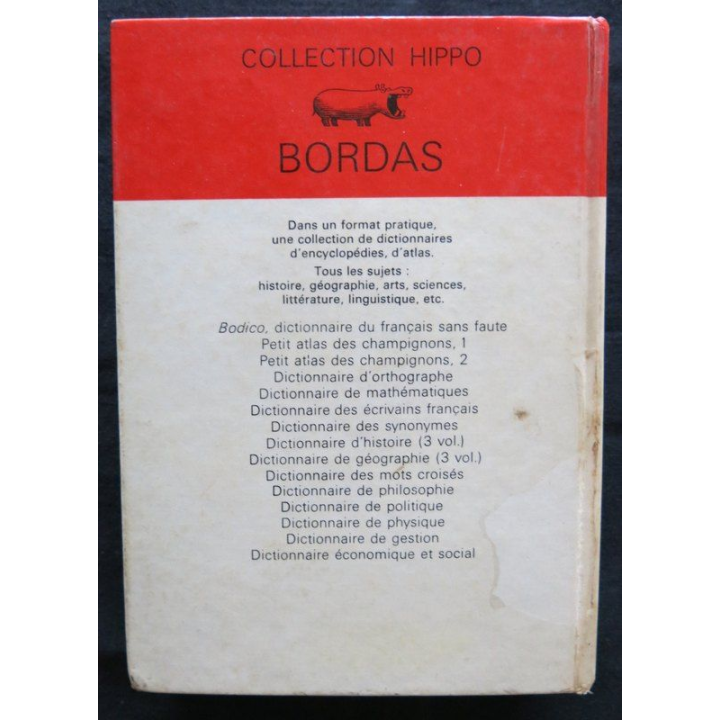 COLLECTION HIPPO
BORDAS
Dans un format pratique,
une collection de dictionnaires
d'encyclopédies, d'atlas.
Tous les sujets :
histoire, géographie, arts, sciences,
littérature, linguistique, etc.
Bodico, dictionnaire du français sans faute
Petit atlas des champignons, 1
Petit atlas des champignons, 2
Dictionnaire d'orthographe
Dictionnaire de mathématiques
Dictionnaire des écrivains français
Dictionnaire des synonymes
Dictionnaire d'histoire (3 vol.)
Dictionnaire de géographie (3 vol.)
Dictionnaire des mots croisés
Dictionnaire de philosophie
Dictionnaire de politique
Dictionnaire de physique
Dictionnaire de gestion
Dictionnaire économique et social